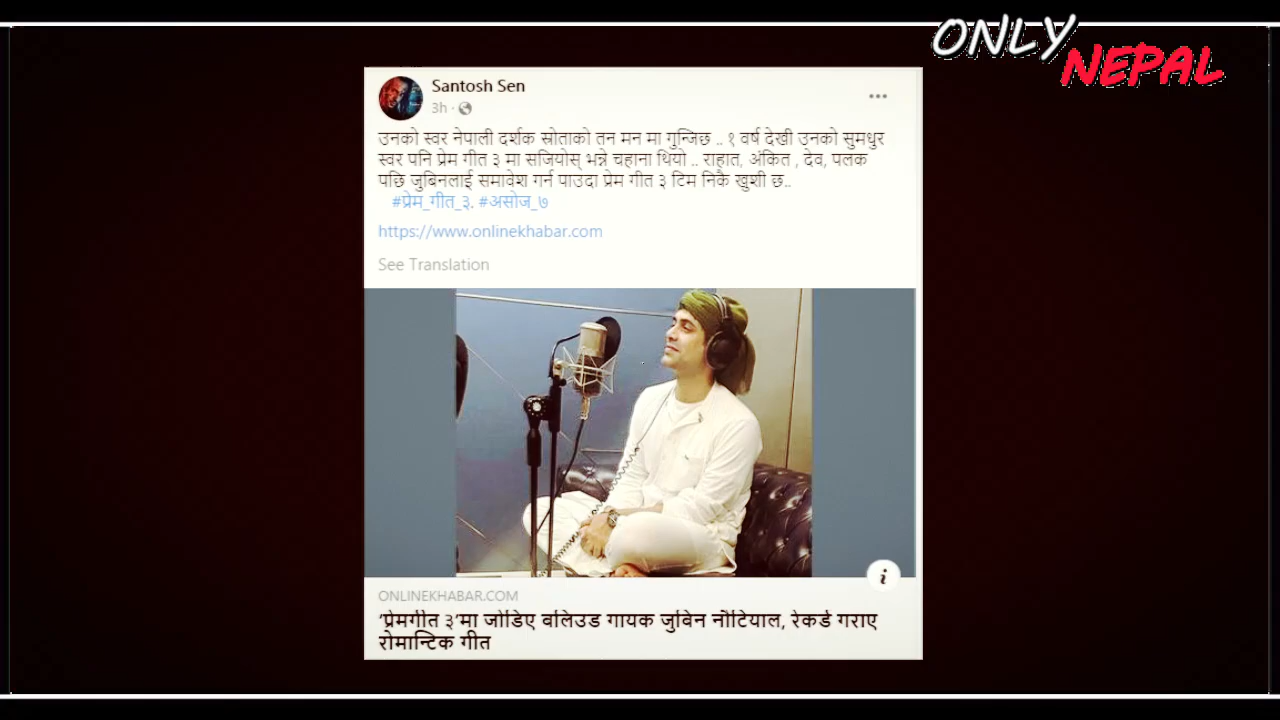 ONLY
NEPAL
Santosh Sen
3h ·
उनको स्वर नेपाली दर्शक स्रोताको तन मन मा गुन्जिछ .. १ वर्ष देखी उनको सुमधुर
स्वर पनि प्रेम गीत ३ मा सजियोस् भन्ने चहाना थियो .. राहात, अंकित , देव, पलक
पछि जुबिनलाई समावेश गर्न पाउदा प्रेम गीत ३ टिम निकै खुशी छ..
#प्रेम_गीत_३. #असोज_७
https://www.onlinekhabar.com
See Translation
i
ONLINEKHABAR.COM
'प्रेमगीत ३'मा जोडिए बलिउड गायक जुबिन नौटियाल, रेकर्ड गराए
रोमान्टिक गीत